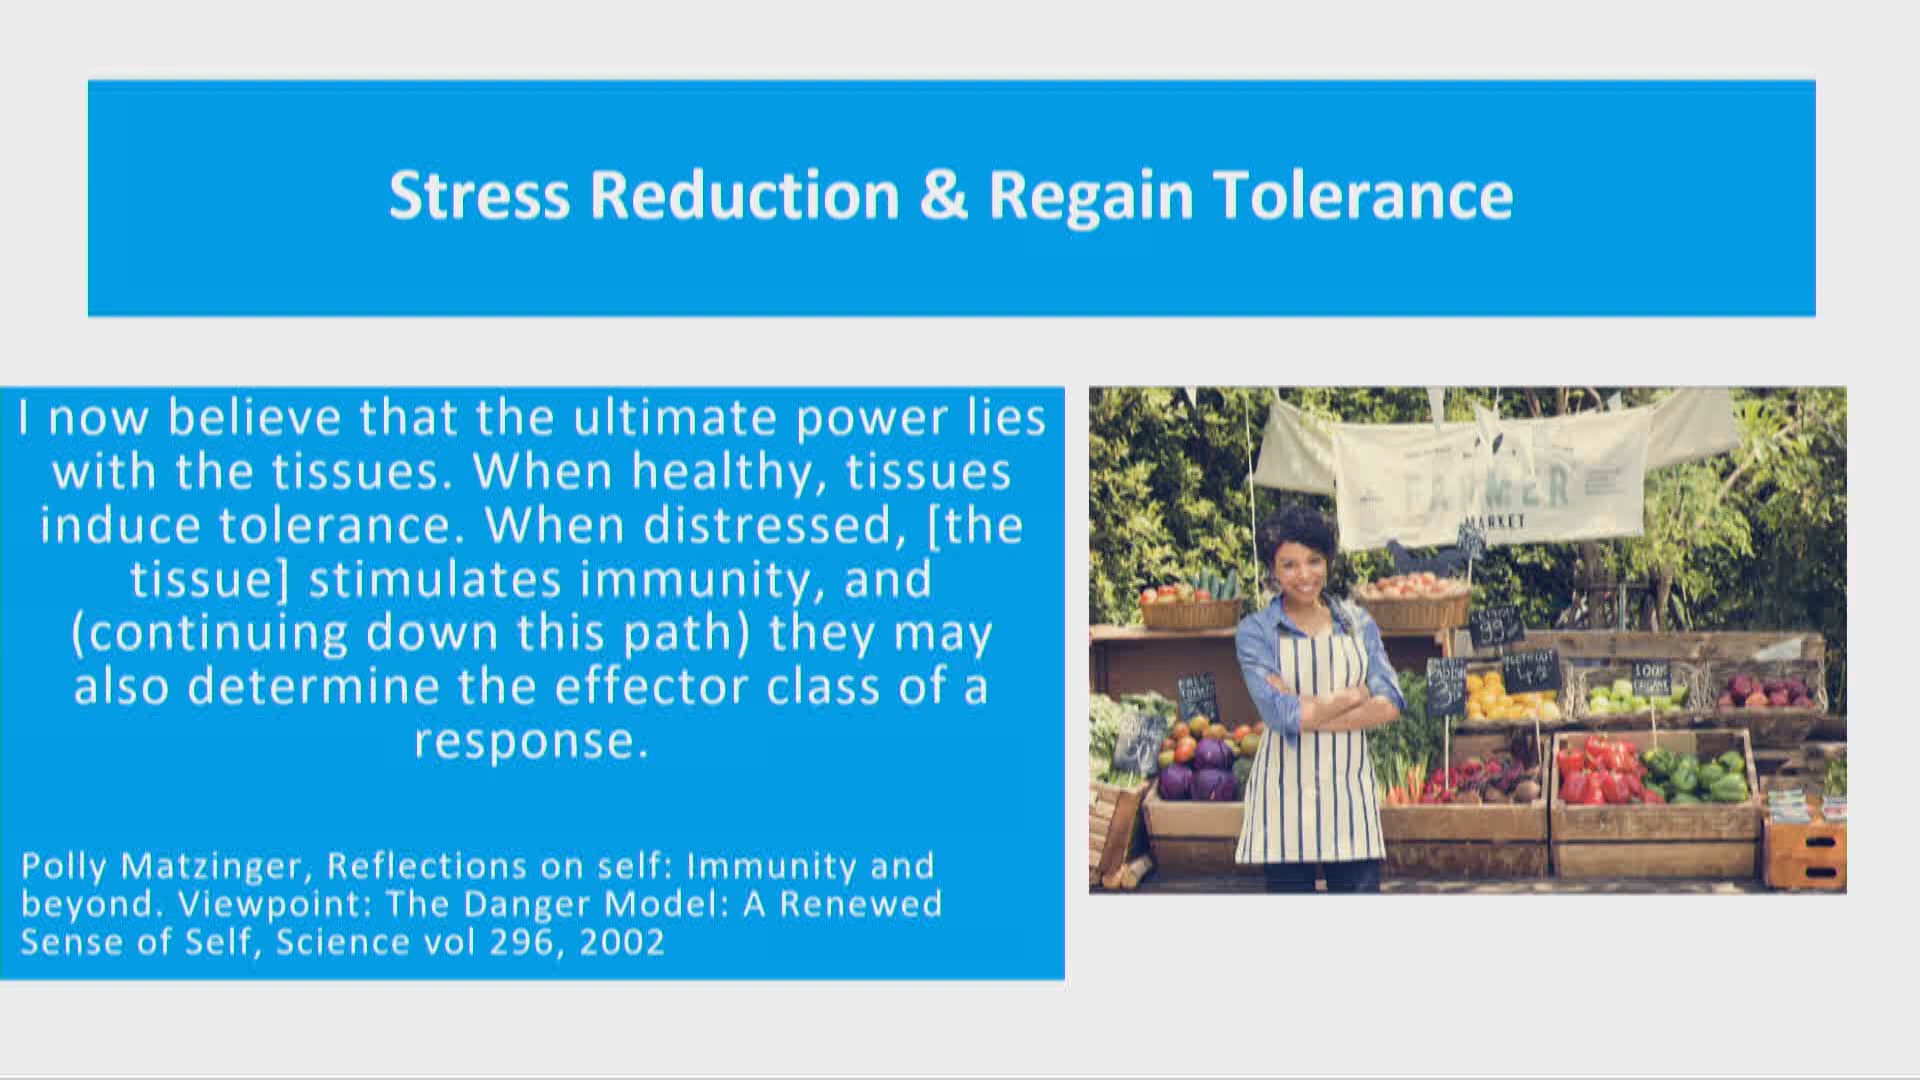 Stress Reduction & Regain Tolerance
I now believe that the ultimate power lies
with the tissues. When healthy, tissues
induce tolerance. When distressed, [the
tissue] stimulates immunity, and
(continuing down this path) they may
also determine the effector class of a
response.
Polly Matzinger, Reflections on self: Immunity and
beyond. Viewpoint: The Danger Model: A Renewed
Sense of Self, Science vol 296, 2002
FARMER
MARKET